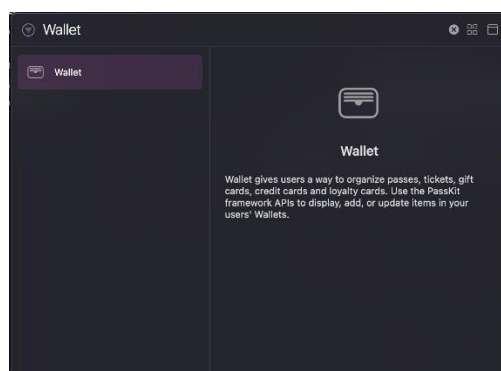 Wallet
Wallet
Wallet
Wallet gives users a way to organize passes, tickets, gift
cards, credit cards and loyalty cards. Use the PassKit
framework APIs to display, add, or update items in your
users' Wallets.